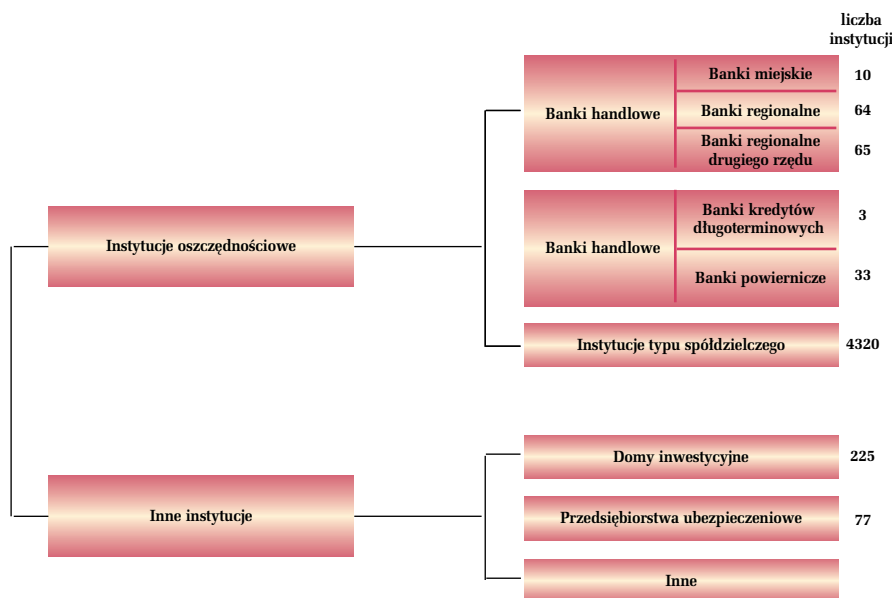 liczba
instytucji
Banki handlowe
Banki miejskie
10
Banki regionalne
64
Banki regionalne
drugiego rzędu
65
Instytucje oszczędnościowe
Banki handlowe
Banki kredytów
długoterminowych
3
Banki powiernicze
33
Instytucje typu spółdzielczego
4320
Inne instytucje
Domy inwestycyjne
225
Przedsiębiorstwa ubezpieczeniowe
77
Inne